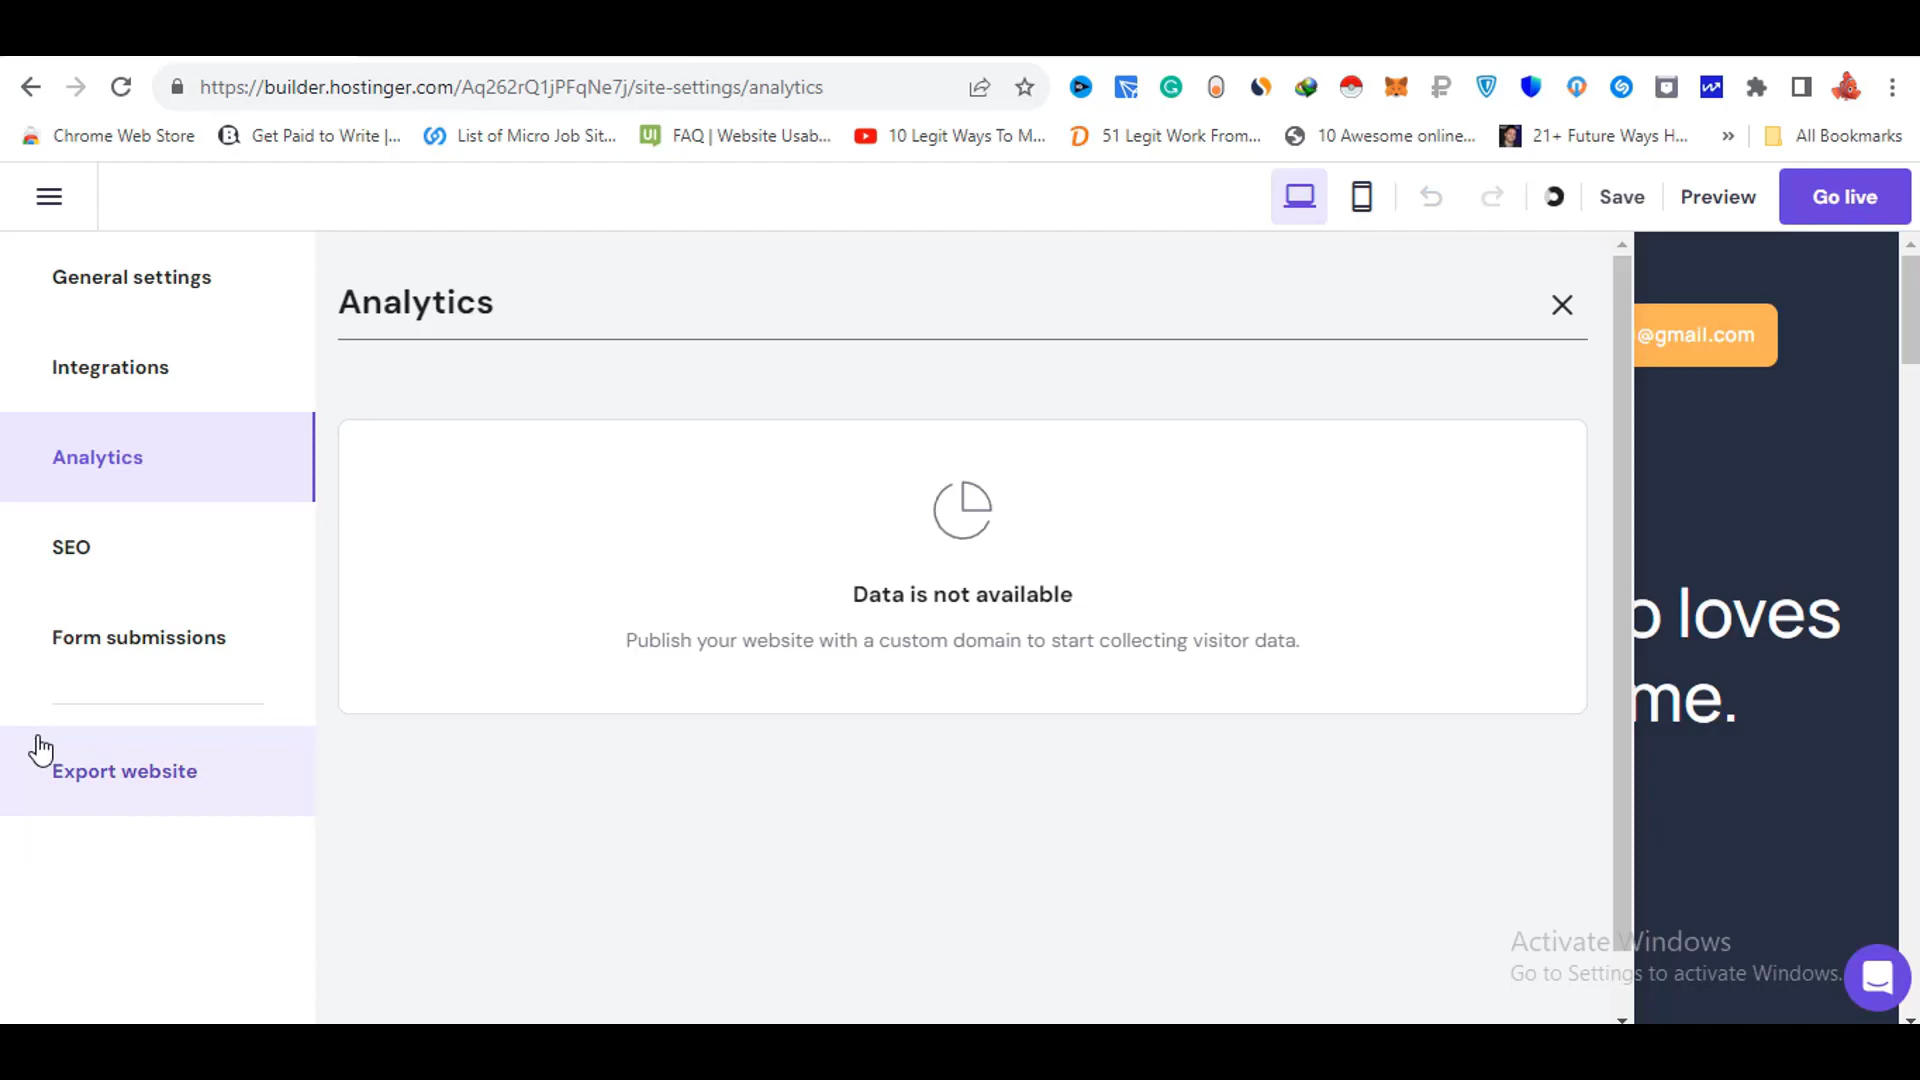 https://builder.hostinger.com/Aq262rQ1jPFqNe7j/site-settings/analytics
Chrome Web Store Get Paid to Write |... List of Micro Job Sit... FAQ | Website Usab... 10 Legit Ways To M... 51 Legit Work From... 10 Awesome online... 21+ Future Ways H... » All Bookmarks
Save Preview Go live
General settings
Integrations
Analytics
SEO
Form submissions
Export website
Analytics
Data is not available
Publish your website with a custom domain to start collecting visitor data.
@gmail.com
loves
me.
Activate Windows
Go to Settings to activate Windows.